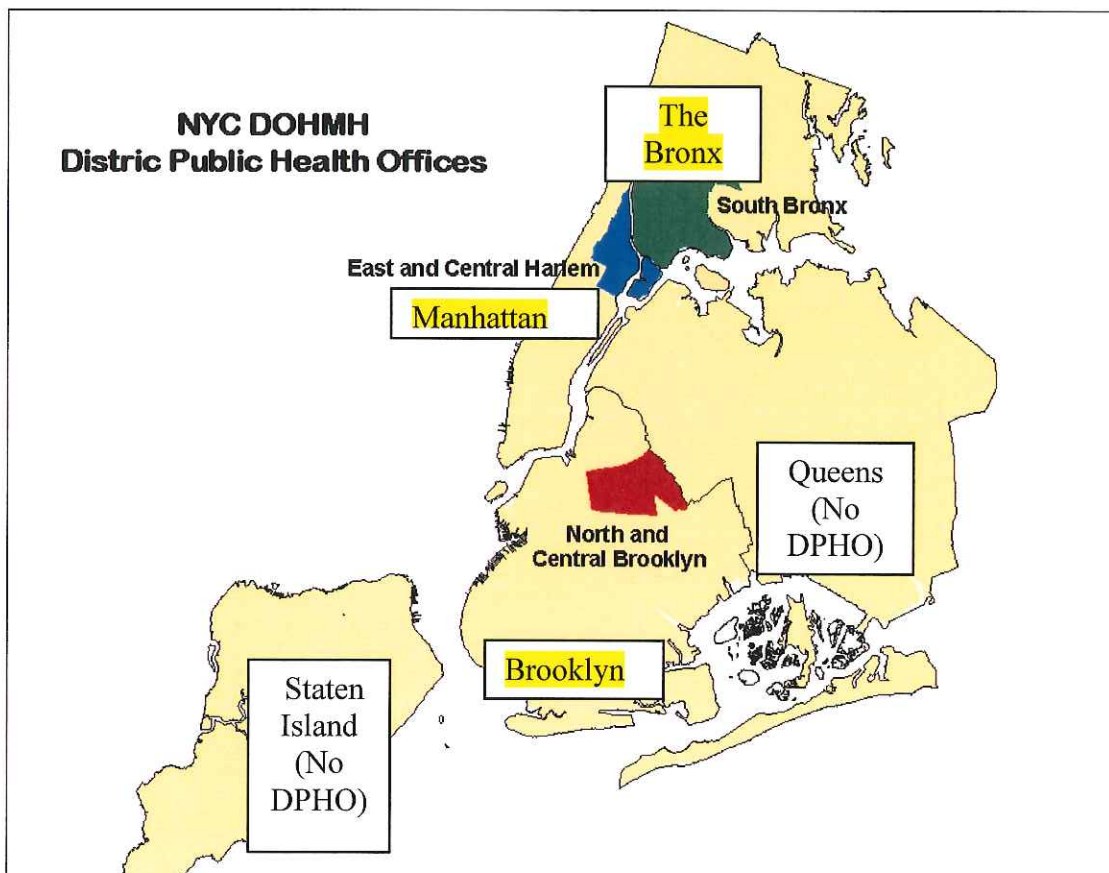 NYC DOHMH
Distric Public Health Offices
The
Bronx
South Bronx
East and Central Harlem
Manhattan
Queens
(No
DPHO)
North and
Central Brooklyn
Brooklyn
Staten
Island
(No
DPHO)